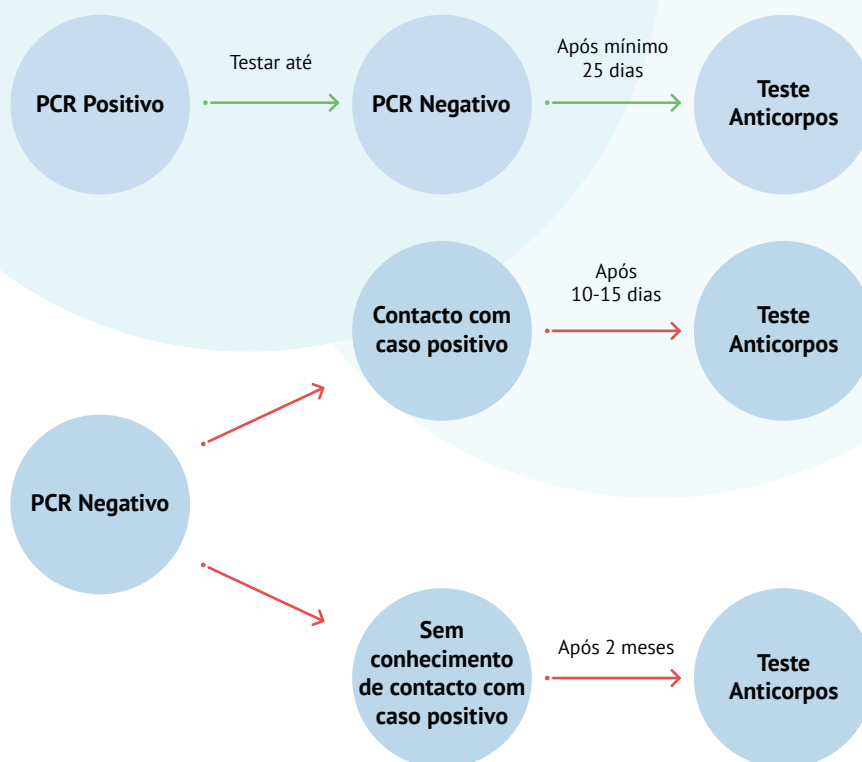 PCR Positivo
Testar até
PCR Negativo
Após mínimo
25 dias
Teste
Anticorpos
Contacto com
caso positivo
Após
10-15 dias
Teste
Anticorpos
PCR Negativo
Sem
conhecimento
de contacto com
caso positivo
Após 2 meses
Teste
Anticorpos